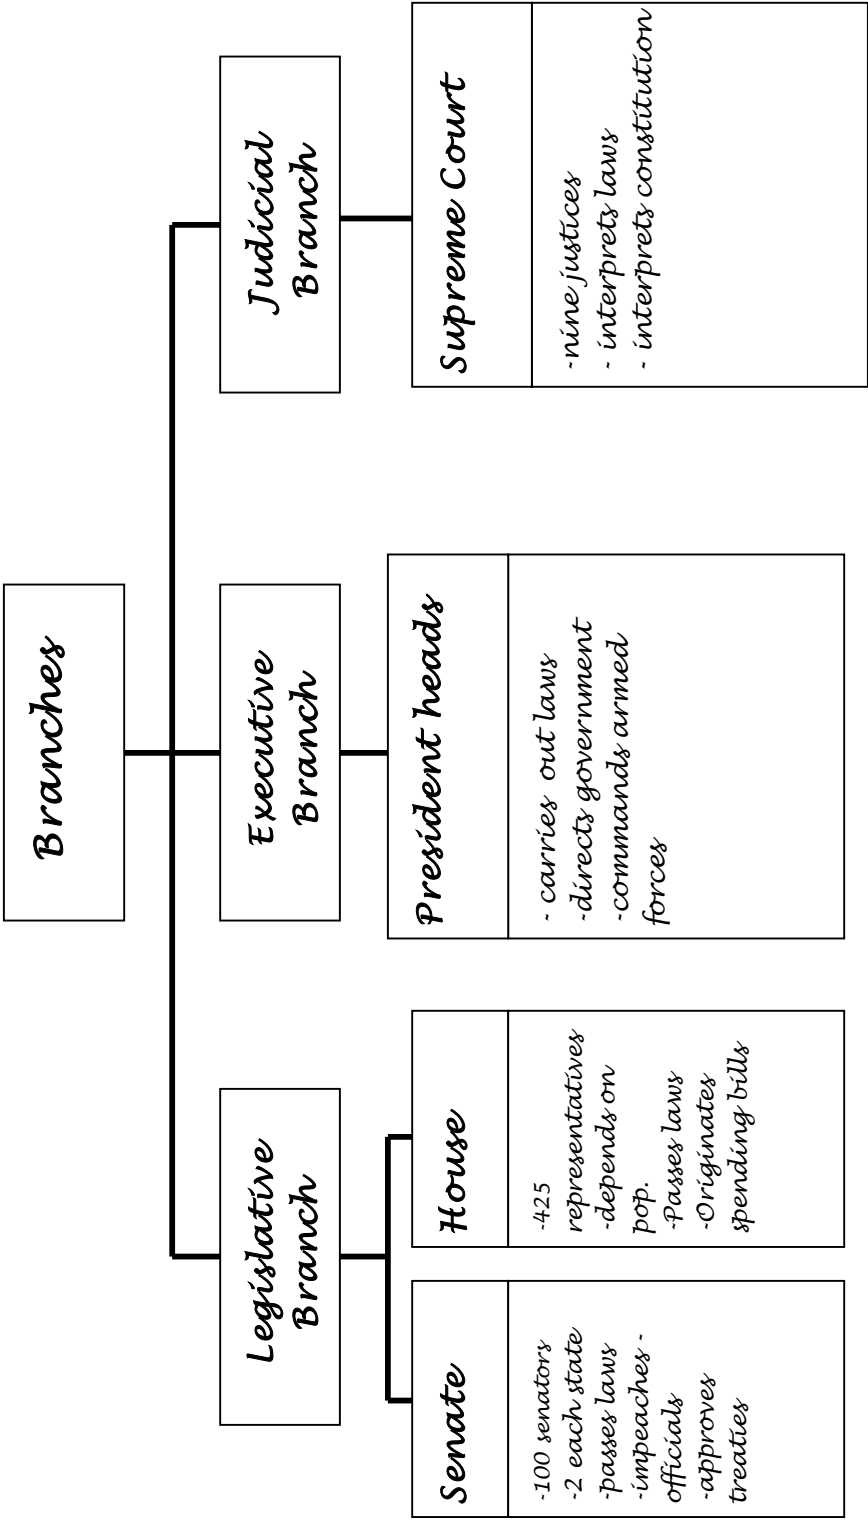 Branches
Legislative
Branch
Executive
Branch
Judicial
Branch
Senate
-100 senators
-2 each state
-passes laws
-impeaches -
officials
-approves
treaties
House
-425
representatives
-depends on
pop.
-Passes laws
-Originates
spending bills
President heads
- carries out laws
-directs government
-commands armed
forces
Supreme Court
-nine justices
- interprets laws
- interprets constitution